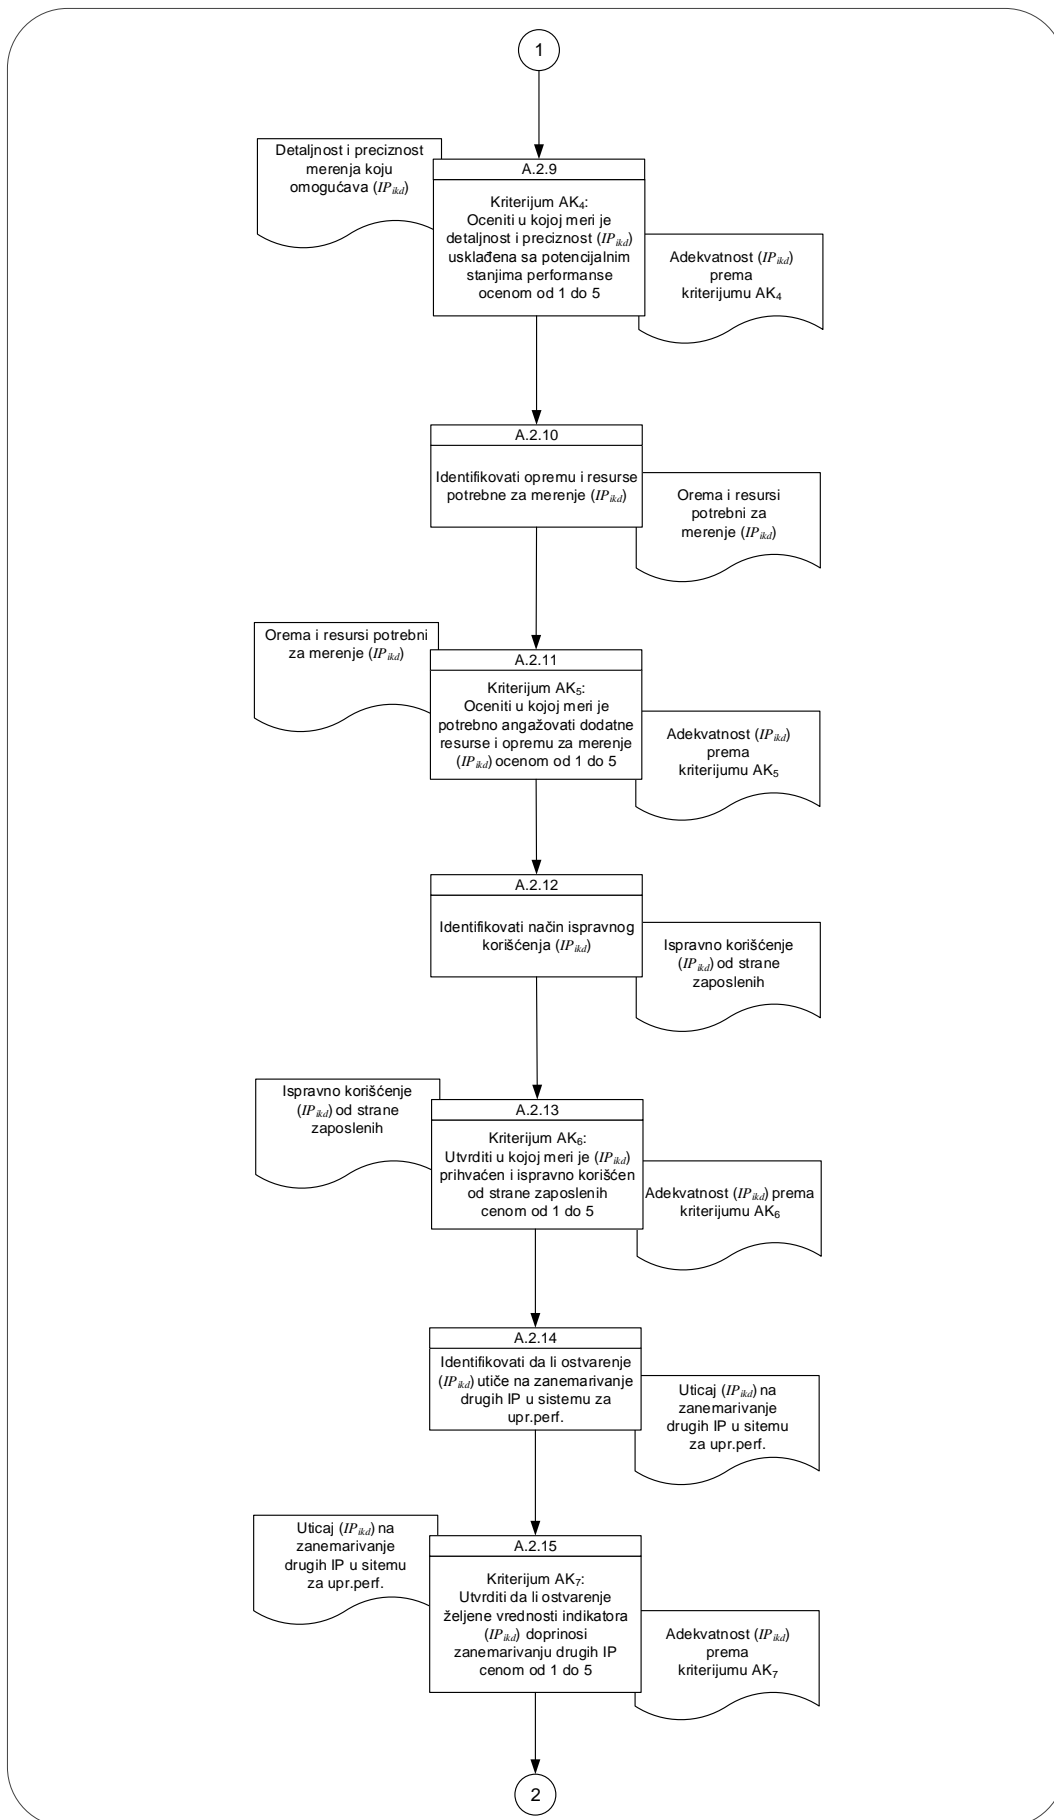 1
Detaljnost i preciznost
merenja koju
omogućava (IPikd)
A.2.9
Kriterijum AK4:
Oceniti u kojoj meri je
detaljnost i preciznost (IPikd)
usklađena sa potencijalnim
stanjima performanse
ocenom od 1 do 5
Adekvatnost (IPikd)
prema
kriterijumu AK4
A.2.10
Identifikovati opremu i resurse
potrebne za merenje (IPikd)
Orema i resursi
potrebni za
merenje (IPikd)
Orema i resursi potrebni
za merenje (IPikd)
A.2.11
Kriterijum AK5:
Oceniti u kojoj meri je
potrebno angažovati dodatne
resurse i opremu za merenje
(IPikd) ocenom od 1 do 5
Adekvatnost (IPikd)
prema
kriterijumu AK5
A.2.12
Identifikovati način ispravnog
korišćenja (IPikd)
Ispravno korišćenje
(IPikd) od strane
zaposlenih
Ispravno korišćenje
(IPikd) od strane
zaposlenih
A.2.13
Kriterijum AK6:
Utvrditi u kojoj meri je (IPikd)
prihvaćen i ispravno korišćen
od strane zaposlenih
cenom od 1 do 5
Adekvatnost (IPikd) prema
kriterijumu AK6
A.2.14
Identifikovati da li ostvarenje
(IPikd) utiče na zanemarivanje
drugih IP u sistemu za
upr.perf.
Uticaj (IPikd) na
zanemarivanje
drugih IP u sitemu
za upr.perf.
Uticaj (IPikd) na
zanemarivanje
drugih IP u sitemu
za upr.perf.
A.2.15
Kriterijum AK7:
Utvrditi da li ostvarenje
željene vrednosti indikatora
(IPikd) doprinosi
zanemarivanju drugih IP
cenom od 1 do 5
Adekvatnost (IPikd)
prema
kriterijumu AK7
2